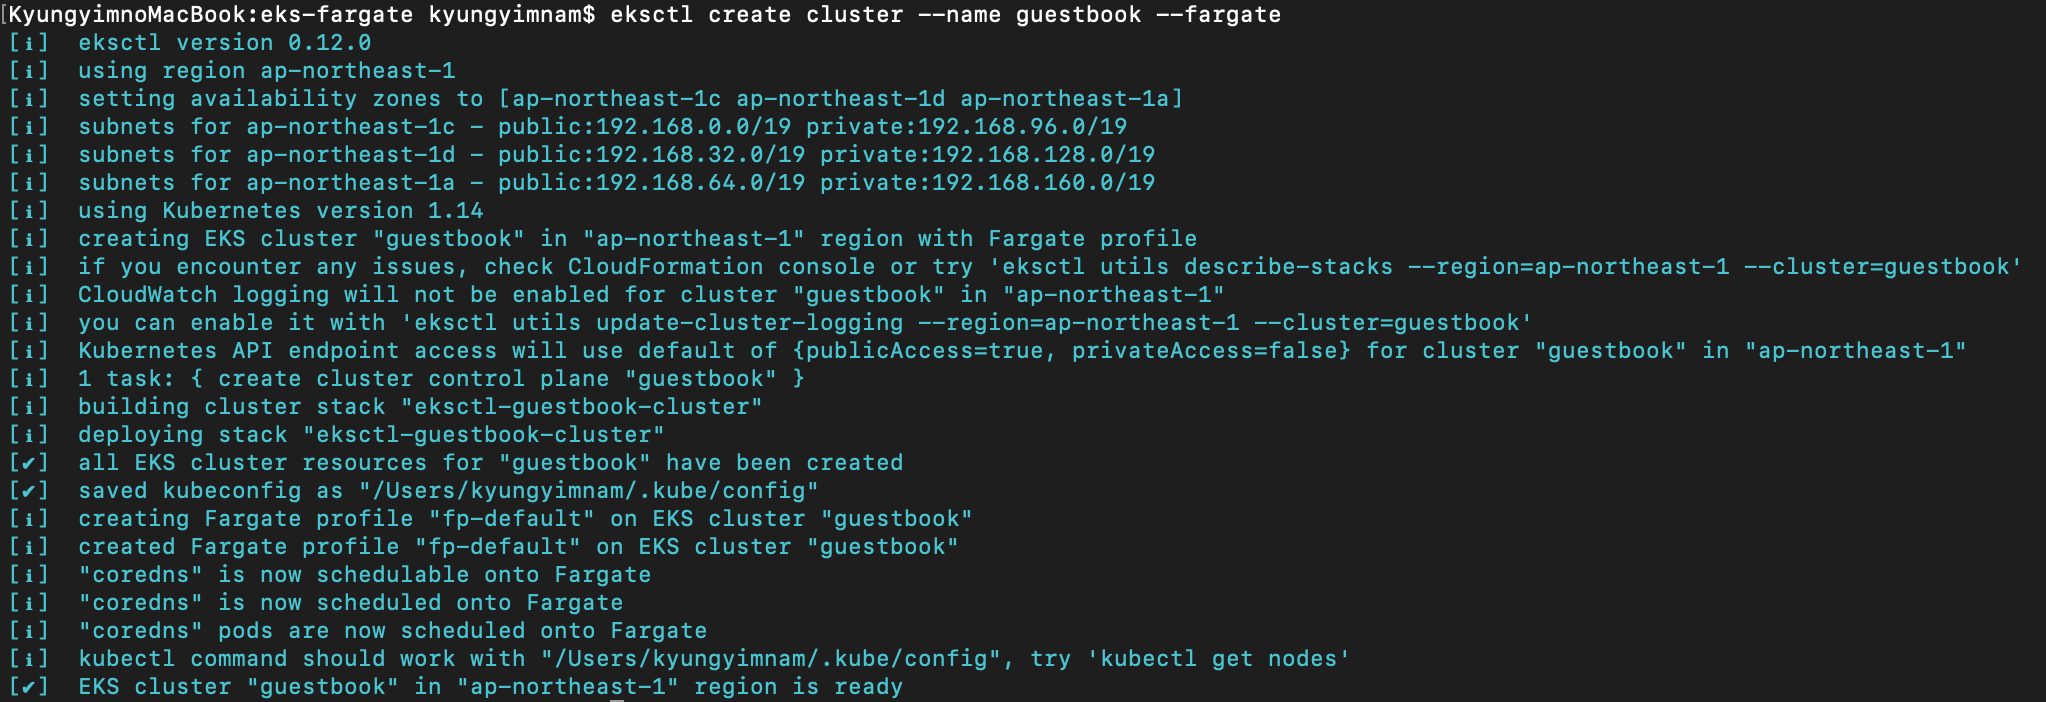 [KyungyimnoMacBook:eks-fargate kyungyimnam$ eksctl create cluster --name guestbook --fargate
[ℹ]  eksctl version 0.12.0
[ℹ]  using region ap-northeast-1
[ℹ]  setting availability zones to [ap-northeast-1c ap-northeast-1d ap-northeast-1a]
[ℹ]  subnets for ap-northeast-1c - public:192.168.0.0/19 private:192.168.96.0/19
[ℹ]  subnets for ap-northeast-1d - public:192.168.32.0/19 private:192.168.128.0/19
[ℹ]  subnets for ap-northeast-1a - public:192.168.64.0/19 private:192.168.160.0/19
[ℹ]  using Kubernetes version 1.14
[ℹ]  creating EKS cluster "guestbook" in "ap-northeast-1" region with Fargate profile
[ℹ]  if you encounter any issues, check CloudFormation console or try 'eksctl utils describe-stacks --region=ap-northeast-1 --cluster=guestbook'
[ℹ]  CloudWatch logging will not be enabled for cluster "guestbook" in "ap-northeast-1"
[ℹ]  you can enable it with 'eksctl utils update-cluster-logging --region=ap-northeast-1 --cluster=guestbook'
[ℹ]  Kubernetes API endpoint access will use default of {publicAccess=true, privateAccess=false} for cluster "guestbook" in "ap-northeast-1"
[ℹ]  1 task: { create cluster control plane "guestbook" }
[ℹ]  building cluster stack "eksctl-guestbook-cluster"
[ℹ]  deploying stack "eksctl-guestbook-cluster"
[✔]  all EKS cluster resources for "guestbook" have been created
[✔]  saved kubeconfig as "/Users/kyungyimnam/.kube/config"
[ℹ]  creating Fargate profile "fp-default" on EKS cluster "guestbook"
[ℹ]  created Fargate profile "fp-default" on EKS cluster "guestbook"
[ℹ]  "coredns" is now schedulable onto Fargate
[ℹ]  "coredns" is now scheduled onto Fargate
[ℹ]  "coredns" pods are now scheduled onto Fargate
[ℹ]  kubectl command should work with "/Users/kyungyimnam/.kube/config", try 'kubectl get nodes'
[✔]  EKS cluster "guestbook" in "ap-northeast-1" region is ready